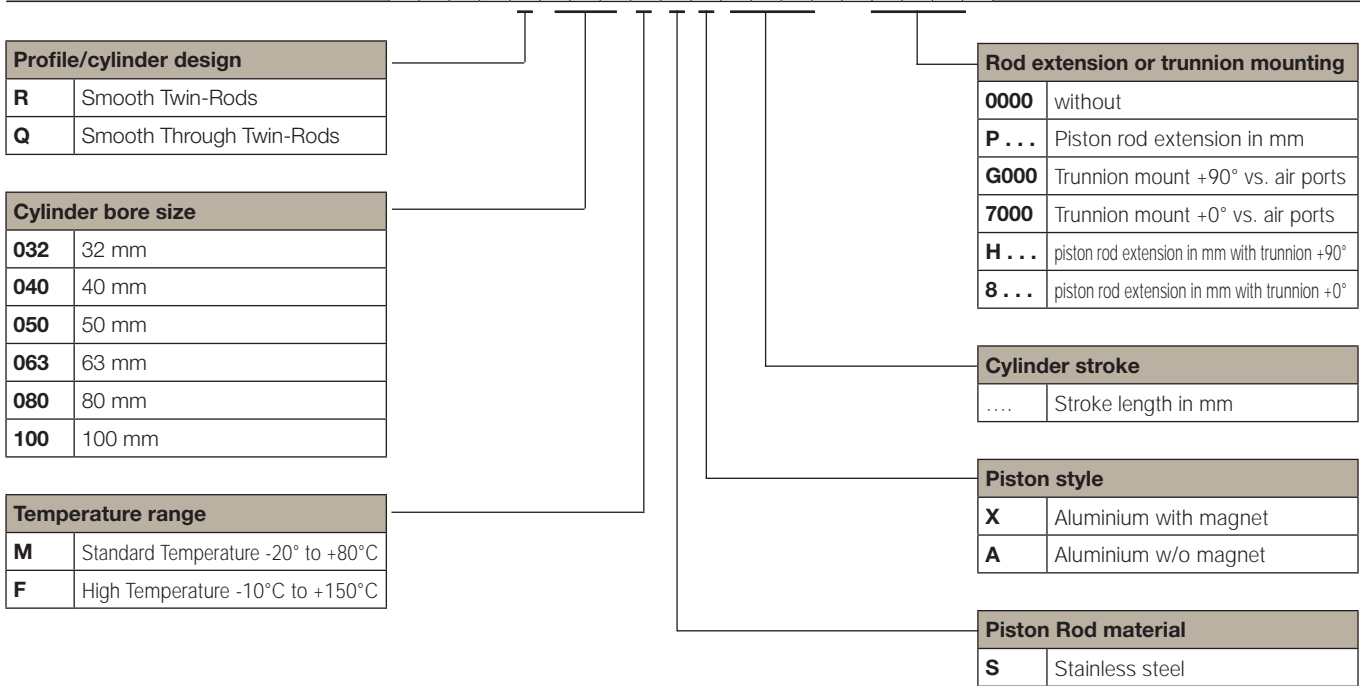 Profile/cylinder design
R Smooth Twin-Rods
Q Smooth Through Twin-Rods
Cylinder bore size
032 32 mm
040 40 mm
050 50 mm
063 63 mm
080 80 mm
100 100 mm
Temperature range
M Standard Temperature -20° to +80°C
F High Temperature -10°C to +150°C
Rod extension or trunnion mounting
0000 without
P . . . Piston rod extension in mm
G000 Trunnion mount +90° vs. air ports
7000 Trunnion mount +0° vs. air ports
H . . . piston rod extension in mm with trunnion +90°
8 . . . piston rod extension in mm with trunnion +0°
Cylinder stroke
.... Stroke length in mm
Piston style
X Aluminium with magnet
A Aluminium w/o magnet
Piston Rod material
S Stainless steel